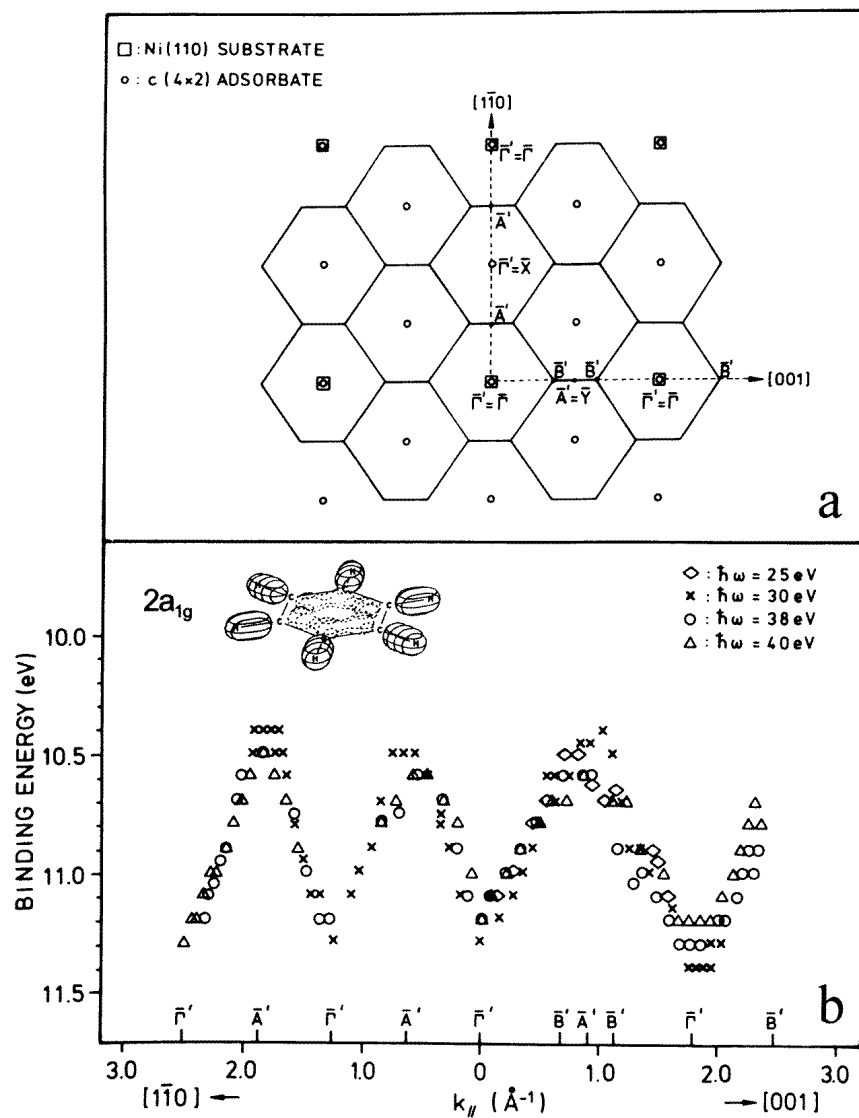 □ : Ni(110) SUBSTRATE
○ : c(4×2) ADSORBATE
[11̅0]
Γ̅'=Γ̅
A̅'
Γ̅'=X̅
A̅'
B̅' B̅' B̅'
[001]
Γ̅'=Γ̅ A̅'=Y̅ Γ̅'=Γ̅
a
2a1g
H H H H H H
C C C C
◇ : ħω = 25 eV
× : ħω = 30 eV
○ : ħω = 38 eV
△ : ħω = 40 eV
BINDING ENERGY (eV)
10.0
10.5
11.0
11.5
b
Γ̅' A̅' Γ̅' A̅' Γ̅' B̅' A̅' B̅' Γ̅' B̅'
3.0 2.0 1.0 0 1.0 2.0 3.0
[11̅0] ← k// (Å⁻¹) → [001]